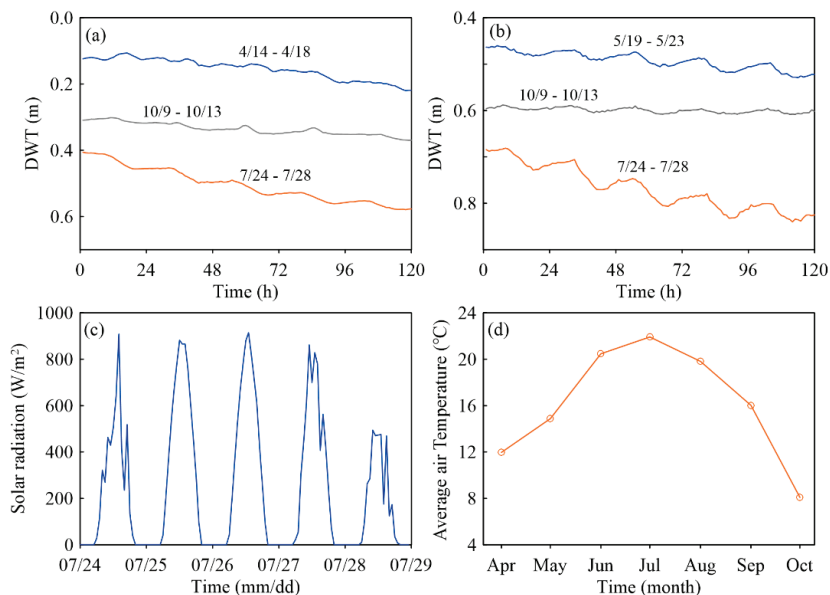 (a)
4/14 - 4/18
10/9 - 10/13
7/24 - 7/28
DWT (m)
0.0
0.2
0.4
0.6
0 24 48 72 96 120
Time (h)
(b)
5/19 - 5/23
10/9 - 10/13
7/24 - 7/28
DWT (m)
0.4
0.6
0.8
0 24 48 72 96 120
Time (h)
(c)
Solar radiation (W/m²)
1000
800
600
400
200
0
07/24 07/25 07/26 07/27 07/28 07/29
Time (mm/dd)
(d)
Average air Temperature (°C)
24
20
16
12
8
4
Apr May Jun Jul Aug Sep Oct
Time (month)